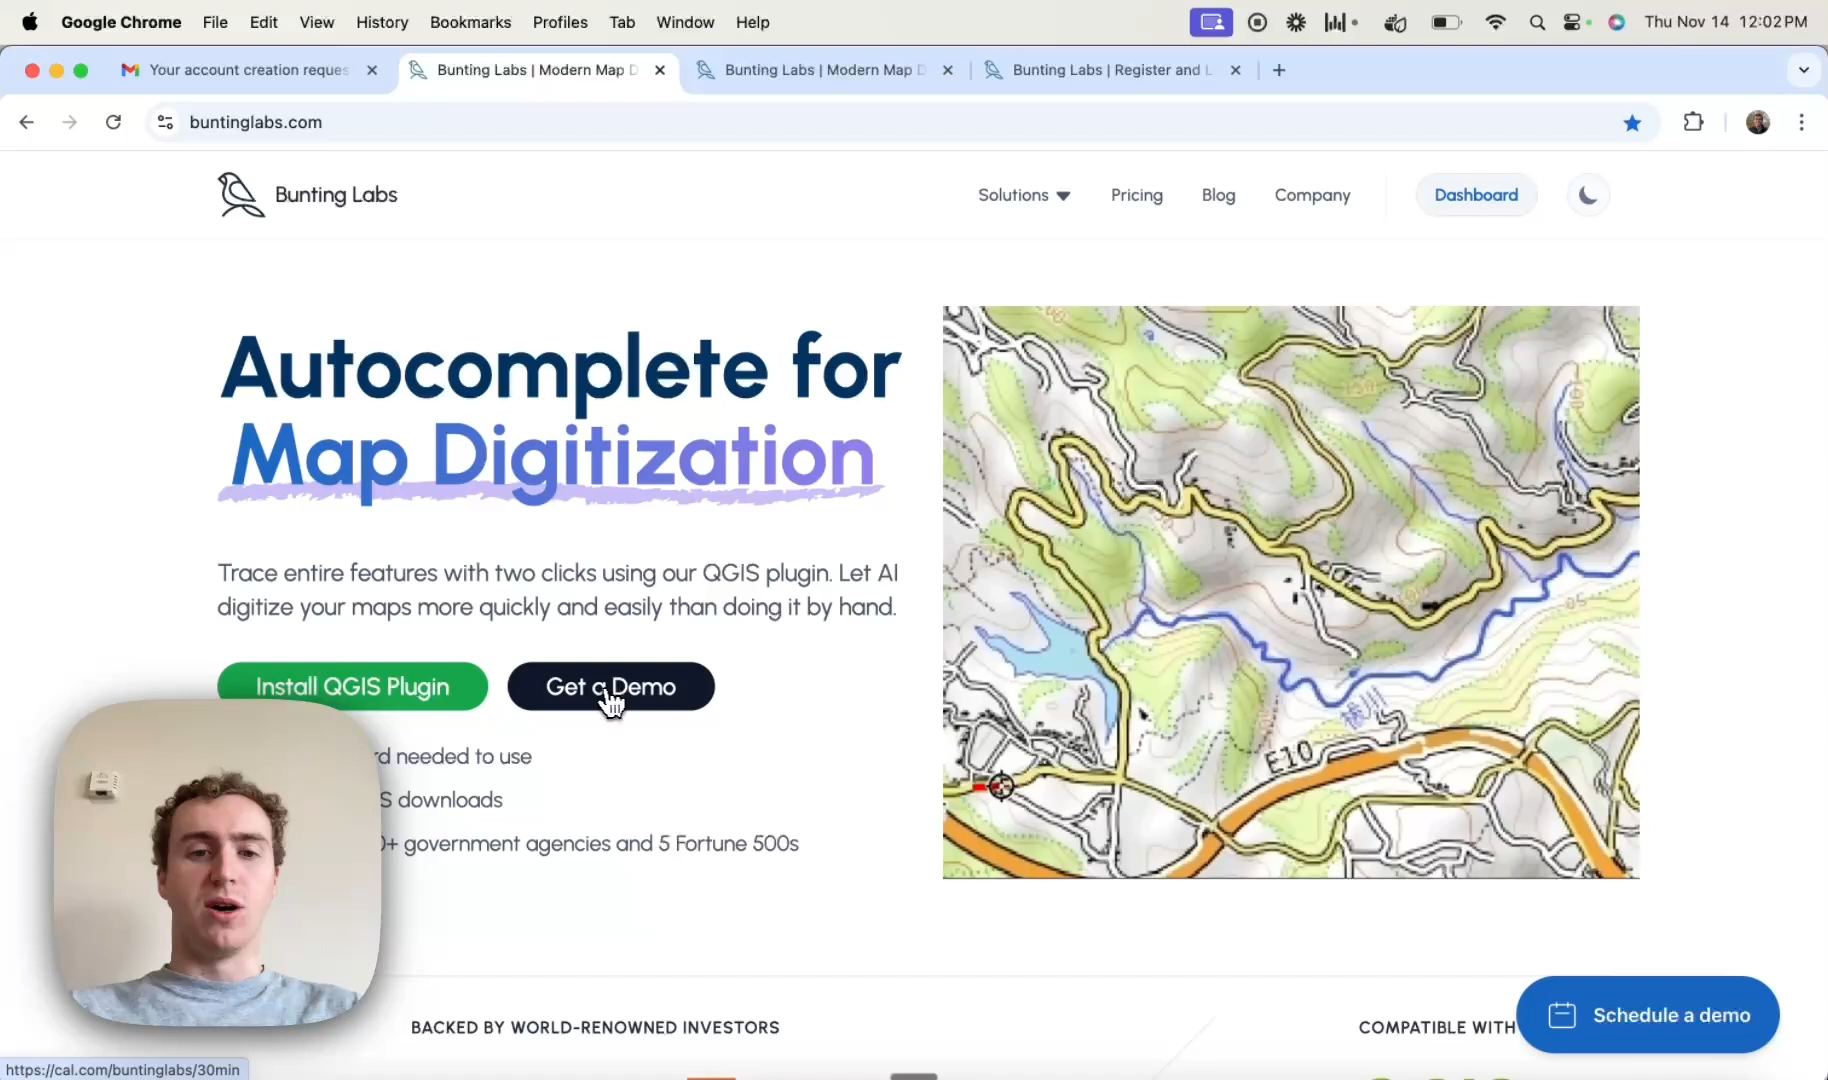 Google Chrome File Edit View History Bookmarks Profiles Tab Window Help Thu Nov 14 12:02 PM
Your account creation reques Bunting Labs | Modern Map D Bunting Labs | Modern Map D Bunting Labs | Register and L
buntinglabs.com
Bunting Labs Solutions Pricing Blog Company Dashboard
Autocomplete for
Map Digitization
Trace entire features with two clicks using our QGIS plugin. Let AI
digitize your maps more quickly and easily than doing it by hand.
Install QGIS Plugin Get a Demo
needed to use
downloads
government agencies and 5 Fortune 500s
E10
BACKED BY WORLD-RENOWNED INVESTORS
COMPATIBLE WITH
Schedule a demo
https://cal.com/buntinglabs/30min